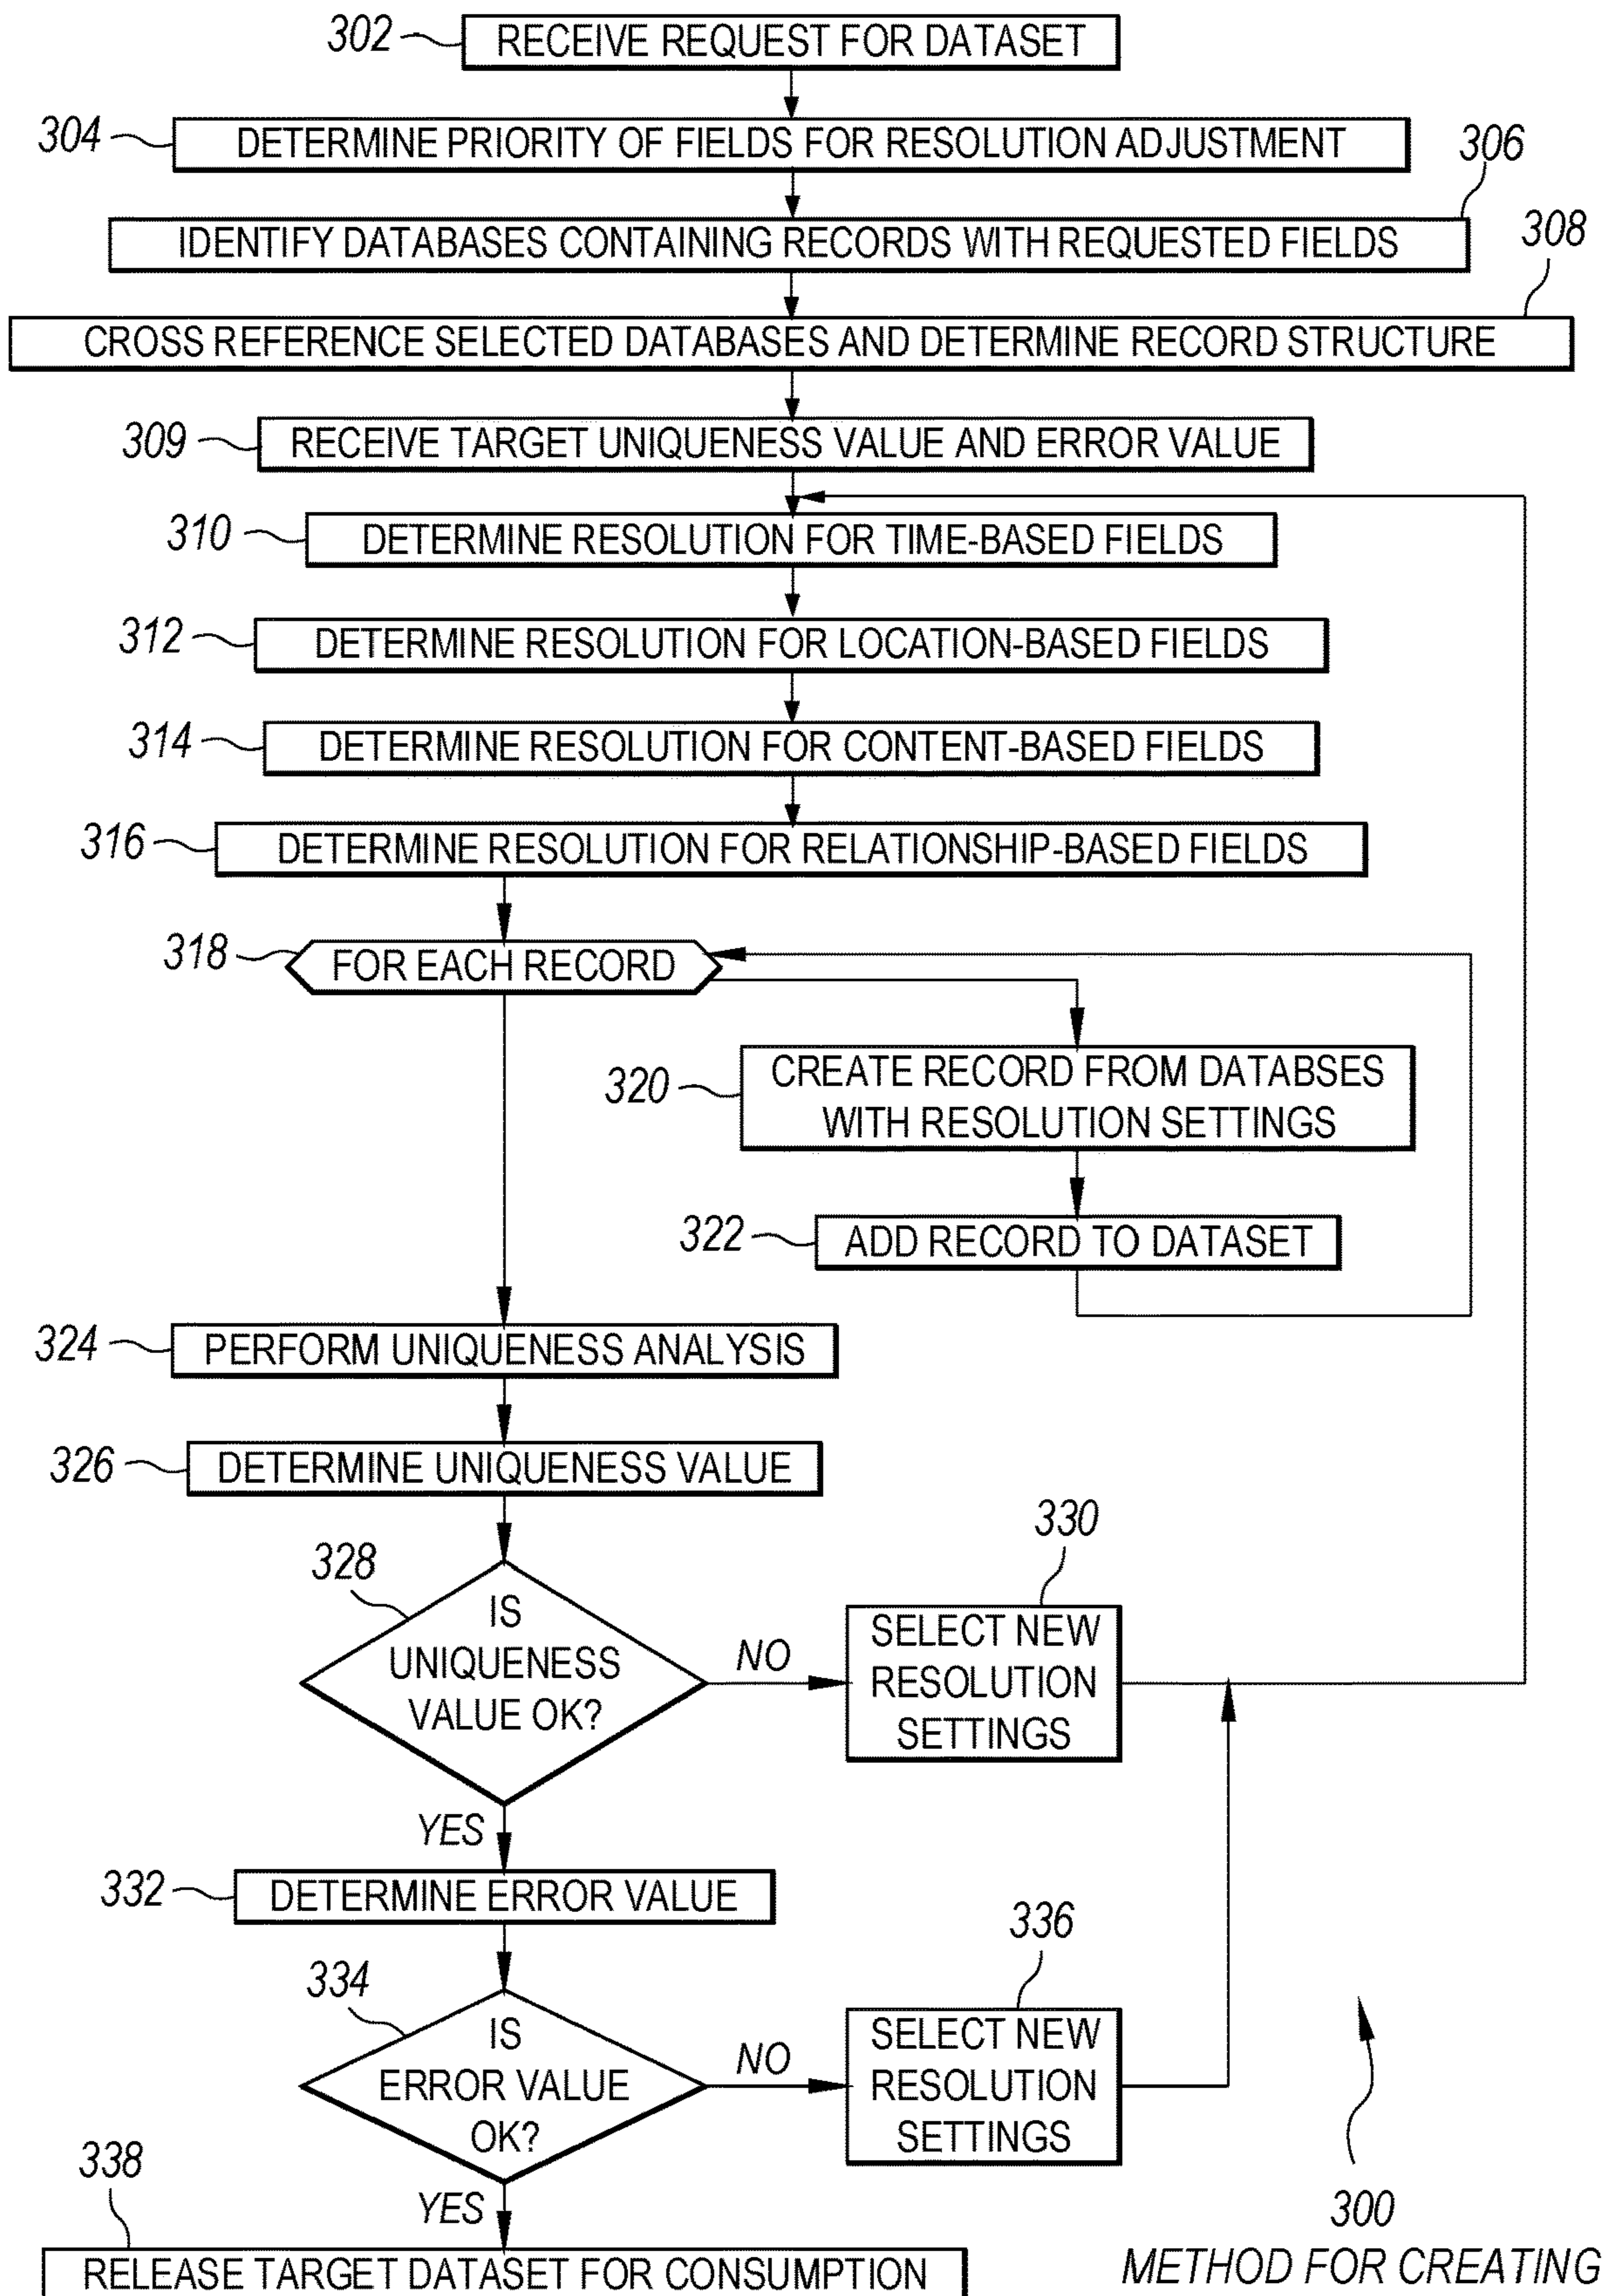 302
RECEIVE REQUEST FOR DATASET
304
DETERMINE PRIORITY OF FIELDS FOR RESOLUTION ADJUSTMENT
306
IDENTIFY DATABASES CONTAINING RECORDS WITH REQUESTED FIELDS
308
CROSS REFERENCE SELECTED DATABASES AND DETERMINE RECORD STRUCTURE
309
RECEIVE TARGET UNIQUENESS VALUE AND ERROR VALUE
310
DETERMINE RESOLUTION FOR TIME-BASED FIELDS
312
DETERMINE RESOLUTION FOR LOCATION-BASED FIELDS
314
DETERMINE RESOLUTION FOR CONTENT-BASED FIELDS
316
DETERMINE RESOLUTION FOR RELATIONSHIP-BASED FIELDS
318
FOR EACH RECORD
320
CREATE RECORD FROM DATABSES
WITH RESOLUTION SETTINGS
322
ADD RECORD TO DATASET
324
PERFORM UNIQUENESS ANALYSIS
326
DETERMINE UNIQUENESS VALUE
328
IS
UNIQUENESS
VALUE OK?
NO
330
SELECT NEW
RESOLUTION
SETTINGS
YES
332
DETERMINE ERROR VALUE
334
IS
ERROR VALUE
OK?
NO
336
SELECT NEW
RESOLUTION
SETTINGS
YES
338
RELEASE TARGET DATASET FOR CONSUMPTION
300
METHOD FOR CREATING